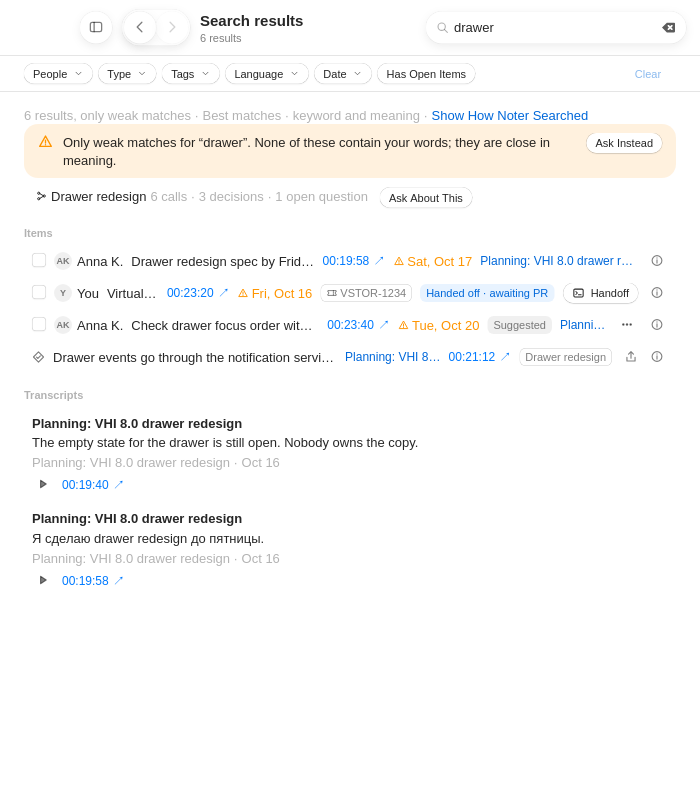 Search results
6 results
drawer
People
Type
Tags
Language
Date
Has Open Items
Clear
6 results, only weak matches · Best matches · keyword and meaning · Show How Noter Searched
Only weak matches for “drawer”. None of these contain your words; they are close in
meaning.
Ask Instead
Drawer redesign 6 calls · 3 decisions · 1 open question Ask About This
Items
AK Anna K. Drawer redesign spec by Frid… 00:19:58 ↗ Sat, Oct 17 Planning: VHI 8.0 drawer r…
Y You Virtual… 00:23:20 ↗ Fri, Oct 16 VSTOR-1234 Handed off · awaiting PR Handoff
AK Anna K. Check drawer focus order wit… 00:23:40 ↗ Tue, Oct 20 Suggested Planni…
Drawer events go through the notification servi… Planning: VHI 8… 00:21:12 ↗ Drawer redesign
Transcripts
Planning: VHI 8.0 drawer redesign
The empty state for the drawer is still open. Nobody owns the copy.
Planning: VHI 8.0 drawer redesign · Oct 16
00:19:40 ↗
Planning: VHI 8.0 drawer redesign
Я сделаю drawer redesign до пятницы.
Planning: VHI 8.0 drawer redesign · Oct 16
00:19:58 ↗